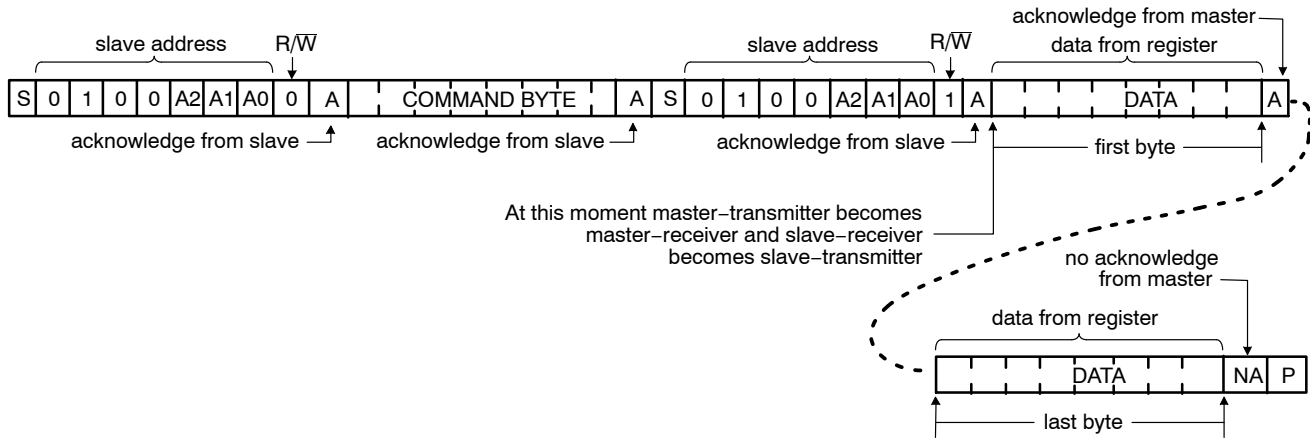 acknowledge from master
slave address R/W̅ slave address R/W̅ data from register
S 0 1 0 0 A2 A1 A0 0 A COMMAND BYTE A S 0 1 0 0 A2 A1 A0 1 A DATA A
acknowledge from slave acknowledge from slave acknowledge from slave first byte
At this moment master−transmitter becomes
master−receiver and slave−receiver
becomes slave−transmitter
no acknowledge
from master
data from register
DATA NA P
last byte